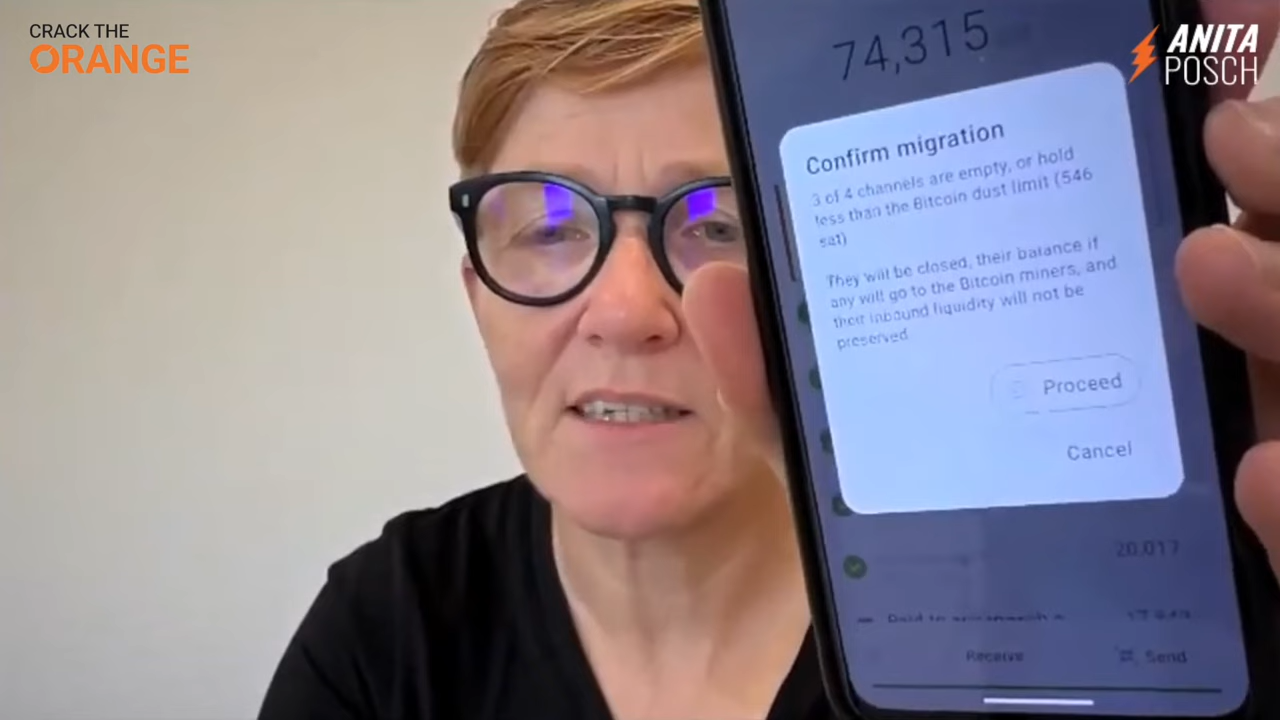 CRACK THE
ORANGE
ANITA
POSCH
74,315
Confirm migration
3 of 4 channels are empty, or hold
less than the Bitcoin dust limit (546
sat)
They will be closed, their balance if
any will go to the Bitcoin miners, and
their inbound liquidity will not be
preserved
Proceed
Cancel
20,017
Paid to
Receive
Send